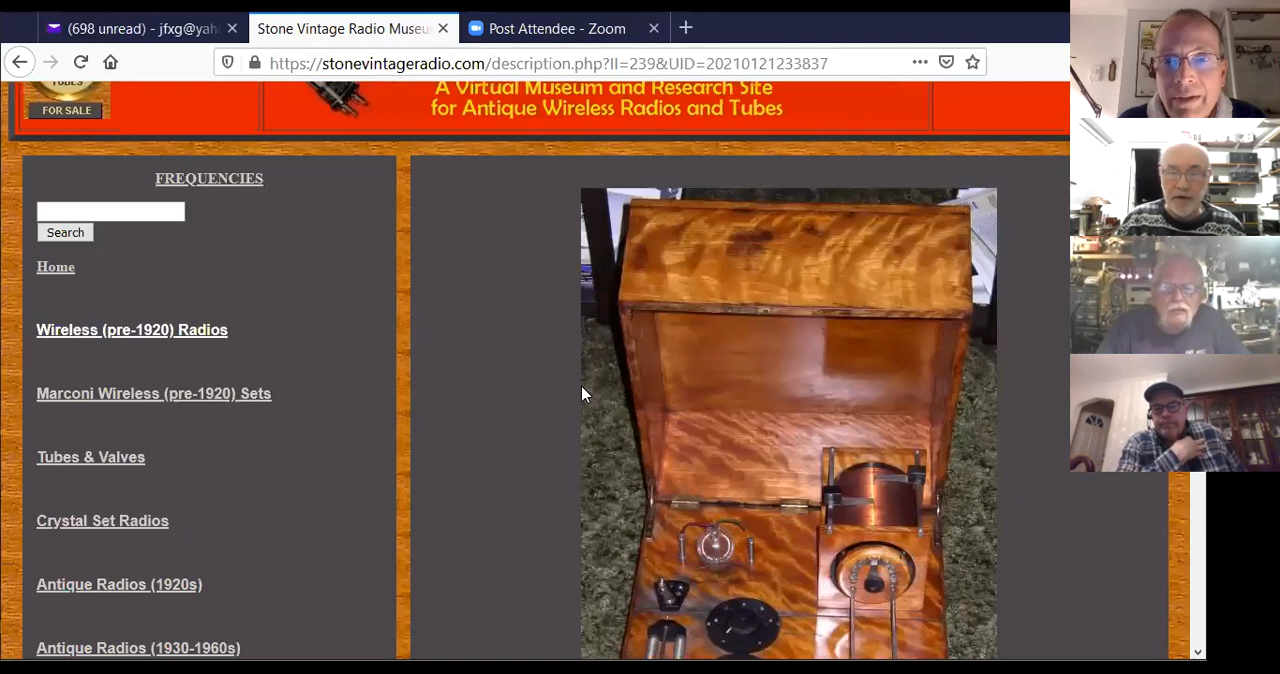 (698 unread) - jfxg@yah
Stone Vintage Radio Museu
Post Attendee - Zoom
https://stonevintageradio.com/description.php?II=239&UID=20210121233837
TUBES
FOR SALE
A Virtual Museum and Research Site
for Antique Wireless Radios and Tubes
FREQUENCIES
Search
Home
Wireless (pre-1920) Radios
Marconi Wireless (pre-1920) Sets
Tubes & Valves
Crystal Set Radios
Antique Radios (1920s)
Antique Radios (1930-1960s)